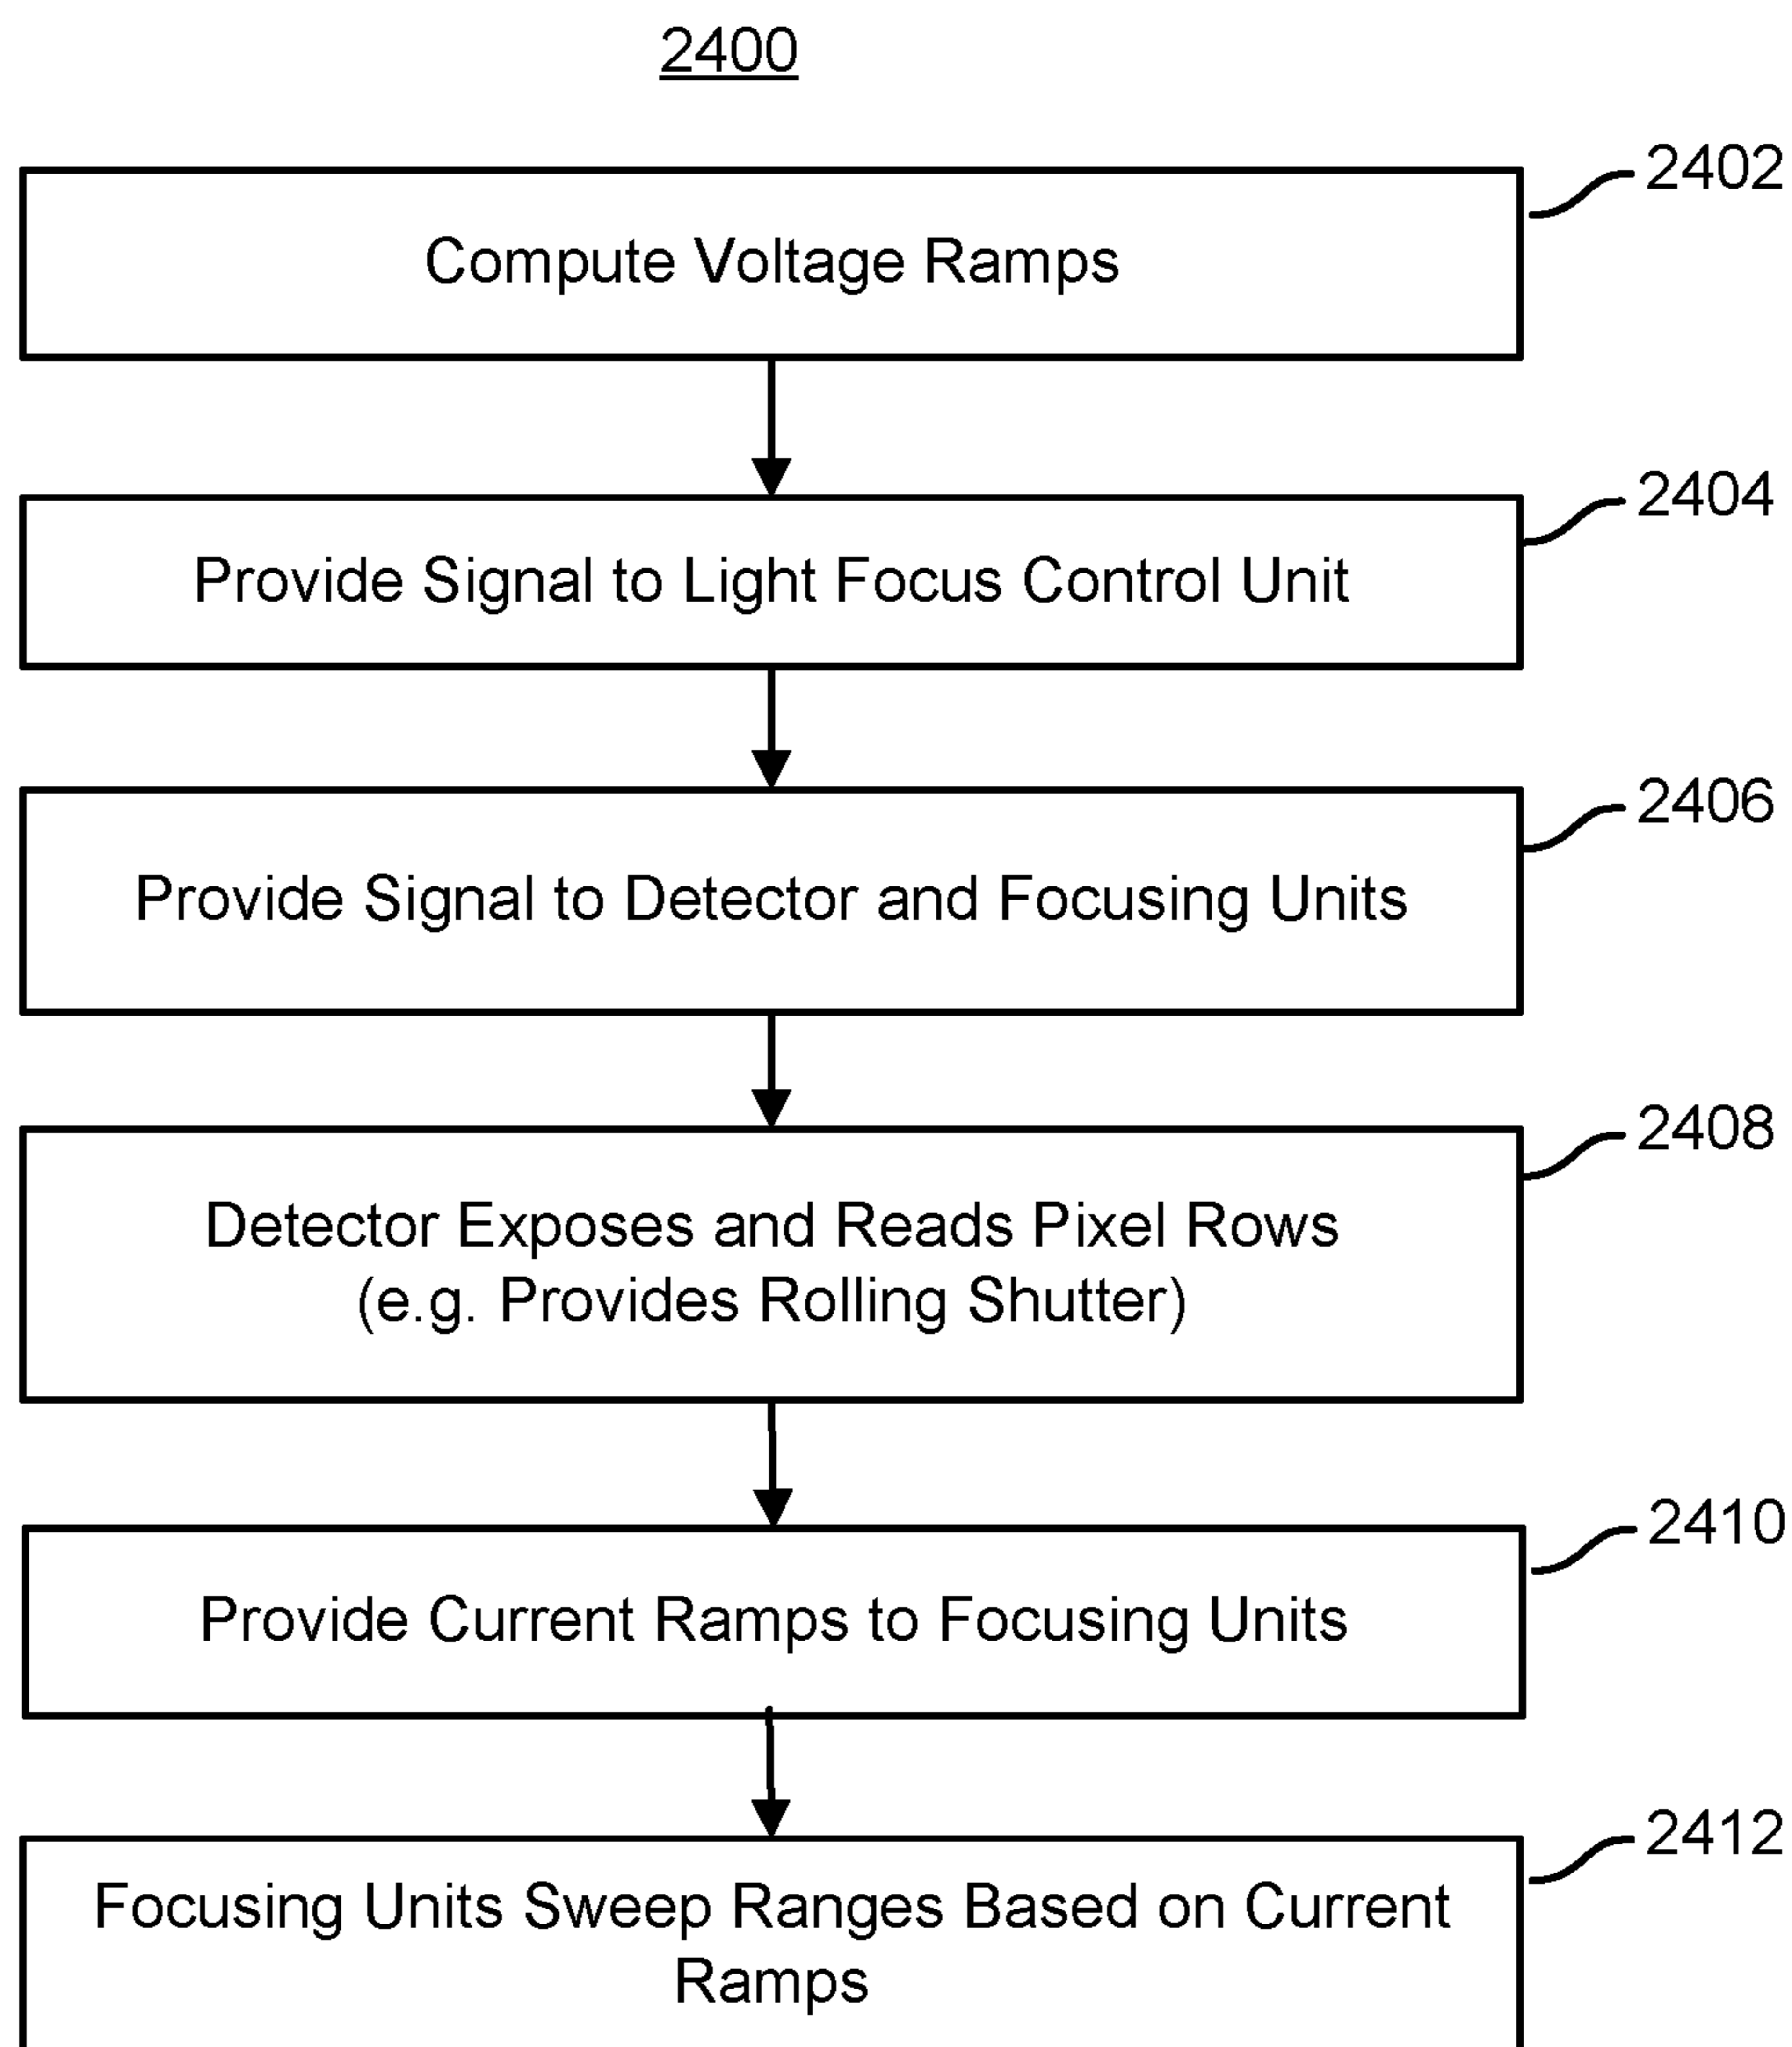 2400
2402
Compute Voltage Ramps
2404
Provide Signal to Light Focus Control Unit
2406
Provide Signal to Detector and Focusing Units
2408
Detector Exposes and Reads Pixel Rows
(e.g. Provides Rolling Shutter)
2410
Provide Current Ramps to Focusing Units
2412
Focusing Units Sweep Ranges Based on Current
Ramps